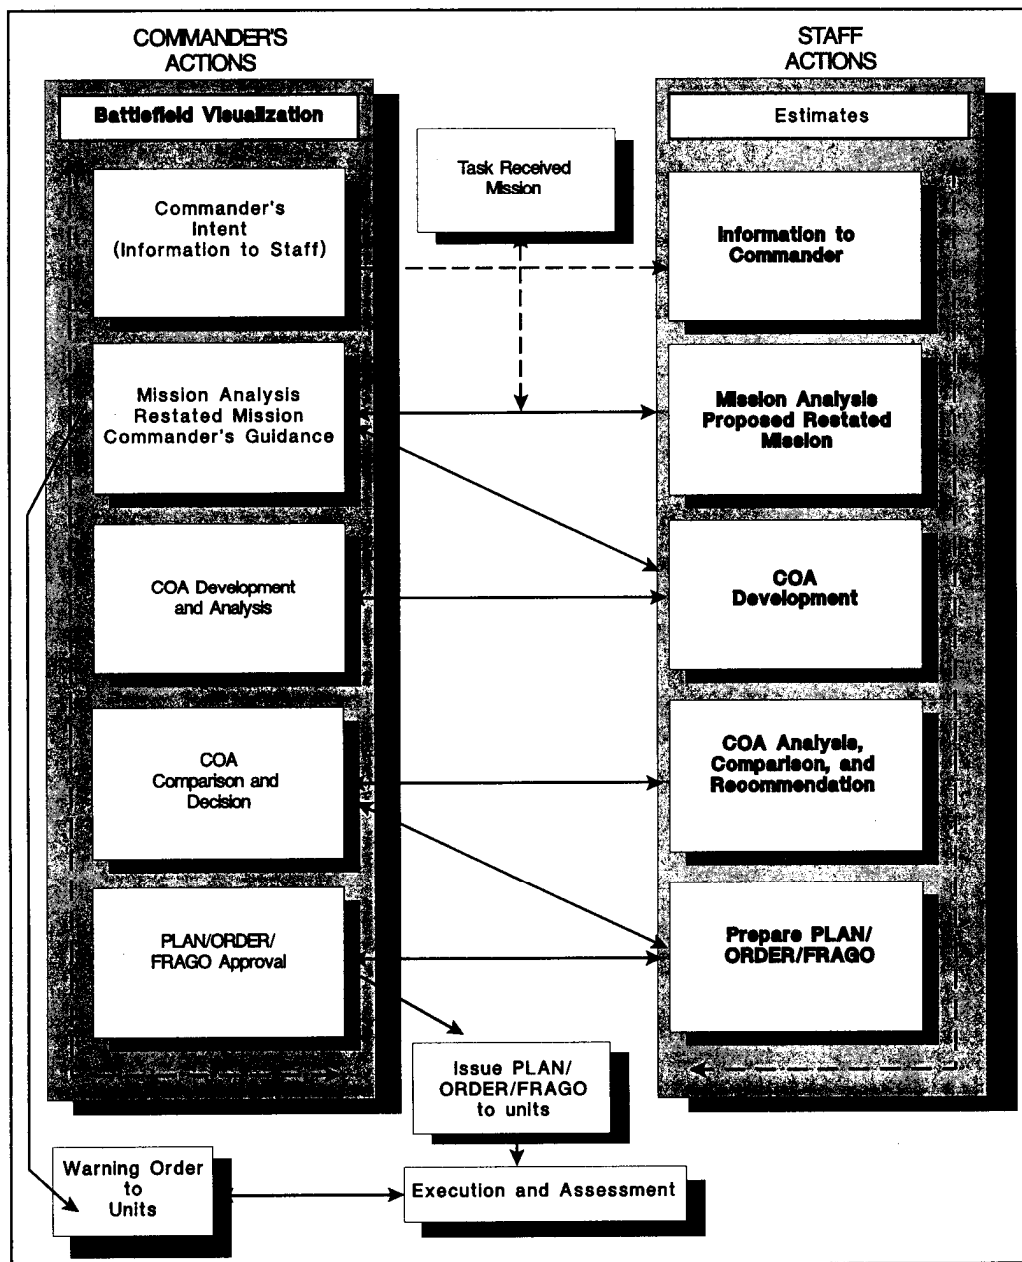 COMMANDER'S
ACTIONS
STAFF
ACTIONS
Battlefield Visualization
Estimates
Task Received
Mission
Commander's
Intent
(Information to Staff)
Information to
Commander
Mission Analysis
Restated Mission
Commander's Guidance
Mission Analysis
Proposed Restated
Mission
COA Development
and Analysis
COA
Development
COA
Comparison and
Decision
COA Analysis,
Comparison, and
Recommendation
PLAN/ORDER/
FRAGO Approval
Prepare PLAN/
ORDER/FRAGO
Issue PLAN/
ORDER/FRAGO
to units
Warning Order
to
Units
Execution and Assessment